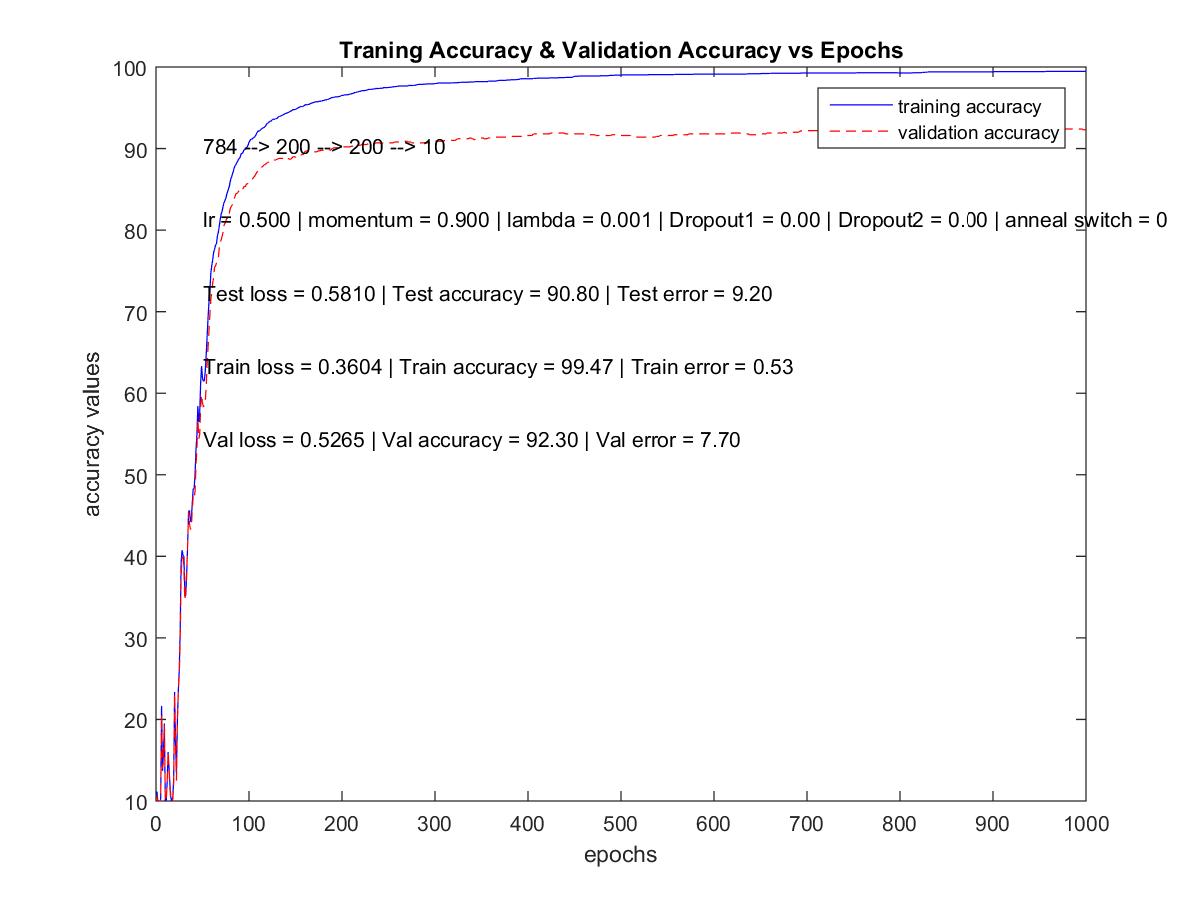 Traning Accuracy & Validation Accuracy vs Epochs
100
90
80
70
60
50
40
30
20
10
accuracy values
training accuracy
validation accuracy
784 --> 200 --> 200 --> 10
lr = 0.500 | momentum = 0.900 | lambda = 0.001 | Dropout1 = 0.00 | Dropout2 = 0.00 | anneal switch = 0
Test loss = 0.5810 | Test accuracy = 90.80 | Test error = 9.20
Train loss = 0.3604 | Train accuracy = 99.47 | Train error = 0.53
Val loss = 0.5265 | Val accuracy = 92.30 | Val error = 7.70
0 100 200 300 400 500 600 700 800 900 1000
epochs